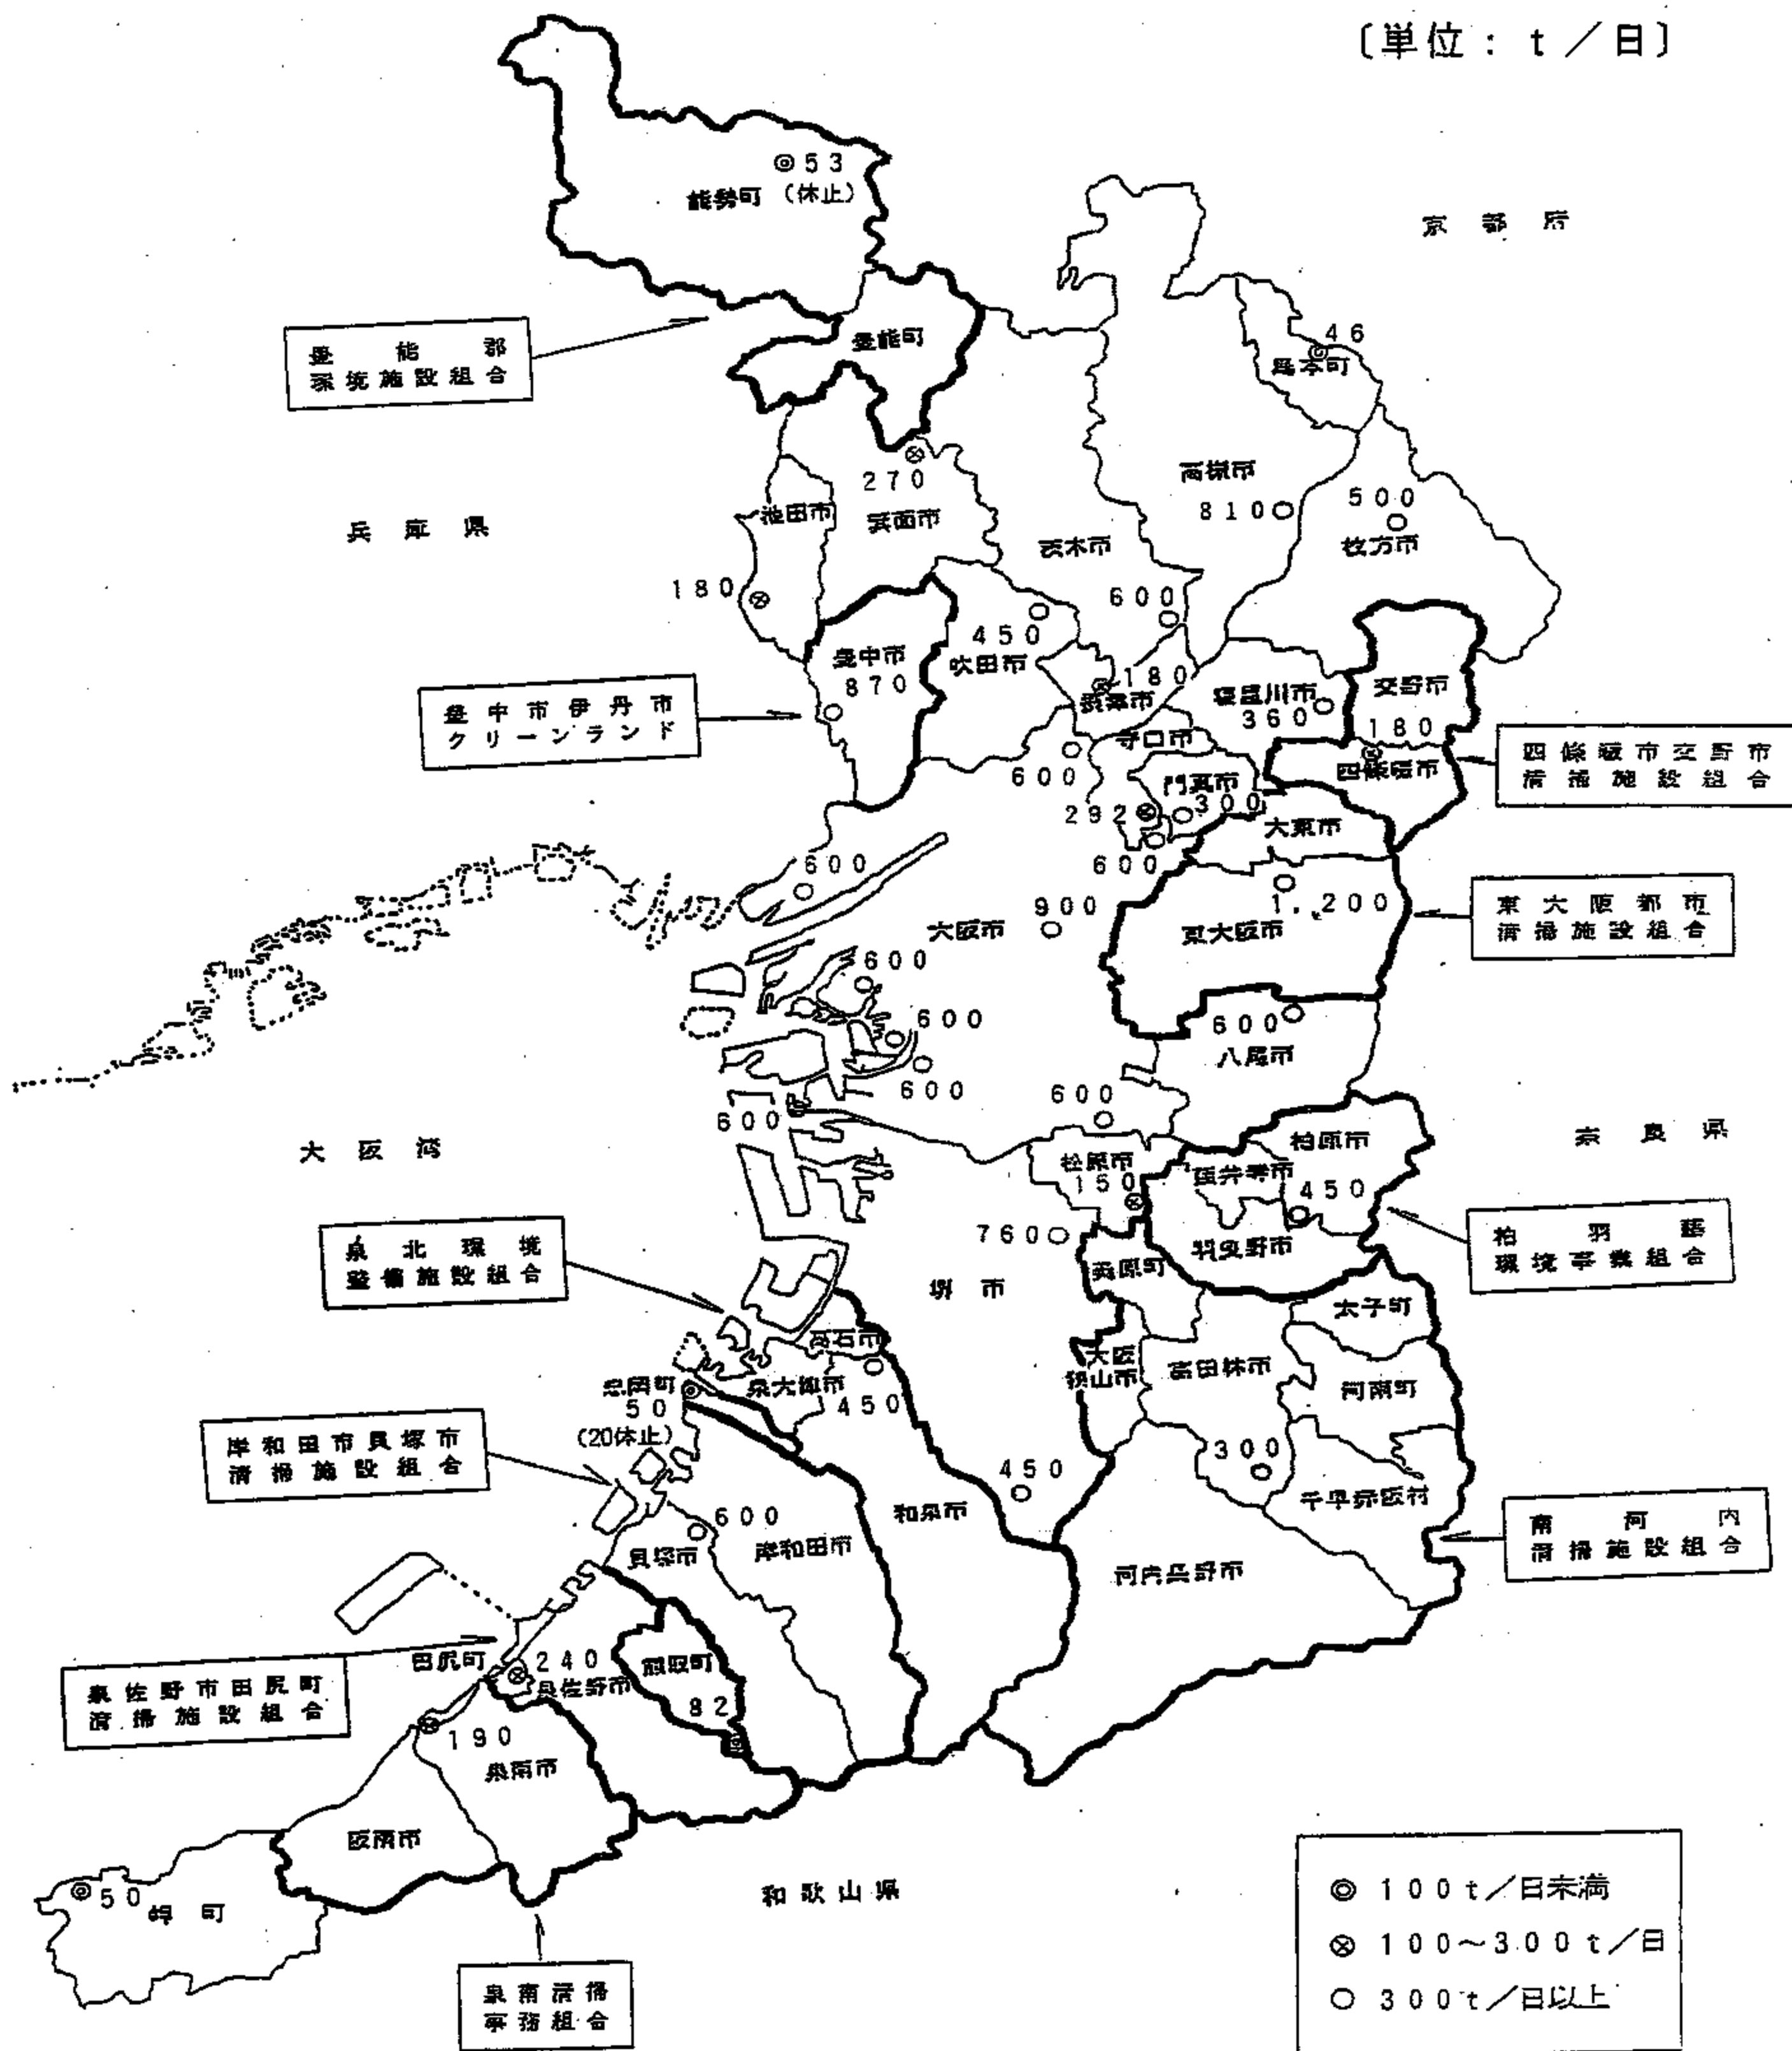 〔単位：ｔ／日〕
◎53
能勢町（休止）
京都府
豊能郡
環境施設組合
豊能町
46
島本町
270
高槻市
810
500
池田市
箕面市
兵庫県
茨木市
枚方市
180
600
450
豊中市
870
吹田市
180
摂津市
寝屋川市
360
交野市
180
豊中市伊丹市
クリーンランド
守口市
600
四條畷市
四條畷市交野市
清掃施設組合
門真市
300
292
大東市
600
600
1,200
900
大阪市
東大阪市
東大阪都市
清掃施設組合
600
600
600
八尾市
600
600
600
大阪湾
柏原市
奈良県
松原市
150
藤井寺市
450
760
羽曳野市
柏羽藤
環境事業組合
泉北環境
整備施設組合
美原町
堺市
太子町
高石市
大阪
狭山市
富田林市
河南町
忠岡町
50
(20休止)
泉大津市
450
岸和田市貝塚市
清掃施設組合
300
450
千早赤阪村
和泉市
600
貝塚市
岸和田市
南河内
清掃施設組合
河内長野市
田尻町
240
泉佐野市
熊取町
82
泉佐野市田尻町
清掃施設組合
190
泉南市
阪南市
50
岬町
和歌山県
泉南清掃
事務組合
◎ 100ｔ／日未満
⊗ 100～300ｔ／日
○ 300ｔ／日以上